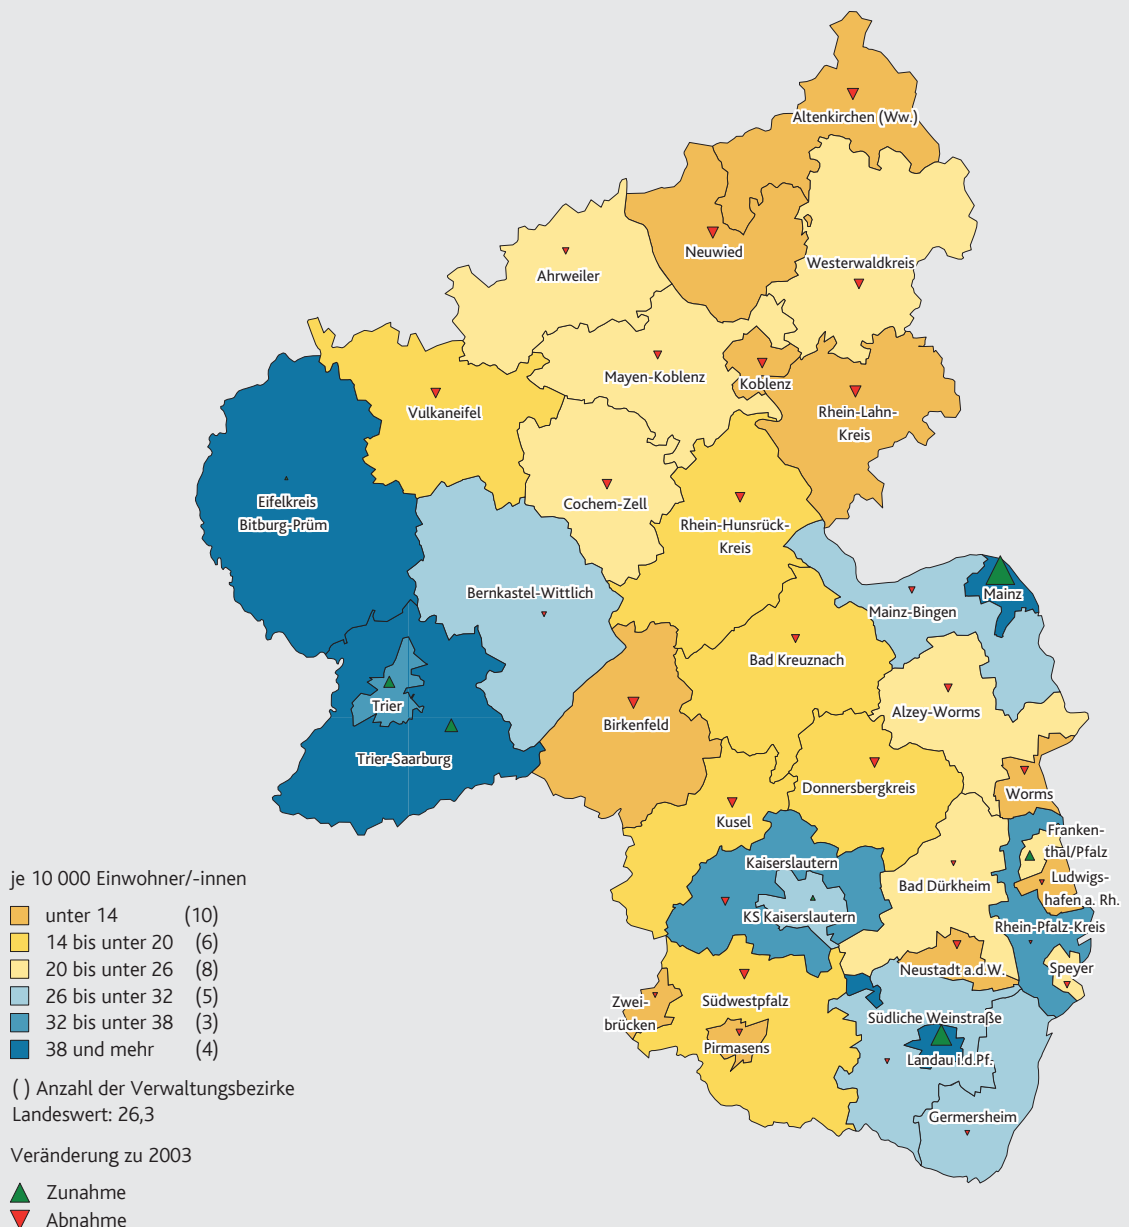 Altenkirchen (Ww.)
Neuwied
Westerwaldkreis
Ahrweiler
Mayen-Koblenz
Koblenz
Rhein-Lahn-
Kreis
Vulkaneifel
Cochem-Zell
Rhein-Hunsrück-
Kreis
Eifelkreis
Bitburg-Prüm
Bernkastel-Wittlich
Mainz
Mainz-Bingen
Bad Kreuznach
Trier
Birkenfeld
Alzey-Worms
Trier-Saarburg
Donnersbergkreis
Worms
Kusel
Franken-
thal/Pfalz
Kaiserslautern
Bad Dürkheim
Ludwigs-
hafen a. Rh.
KS Kaiserslautern
Rhein-Pfalz-Kreis
Neustadt a.d.W.
Speyer
Zwei-
brücken
Südwestpfalz
Südliche Weinstraße
Pirmasens
Landau i.d.Pf.
Germersheim
je 10 000 Einwohner/-innen
unter 14 (10)
14 bis unter 20 (6)
20 bis unter 26 (8)
26 bis unter 32 (5)
32 bis unter 38 (3)
38 und mehr (4)
( ) Anzahl der Verwaltungsbezirke
Landeswert: 26,3
Veränderung zu 2003
Zunahme
Abnahme